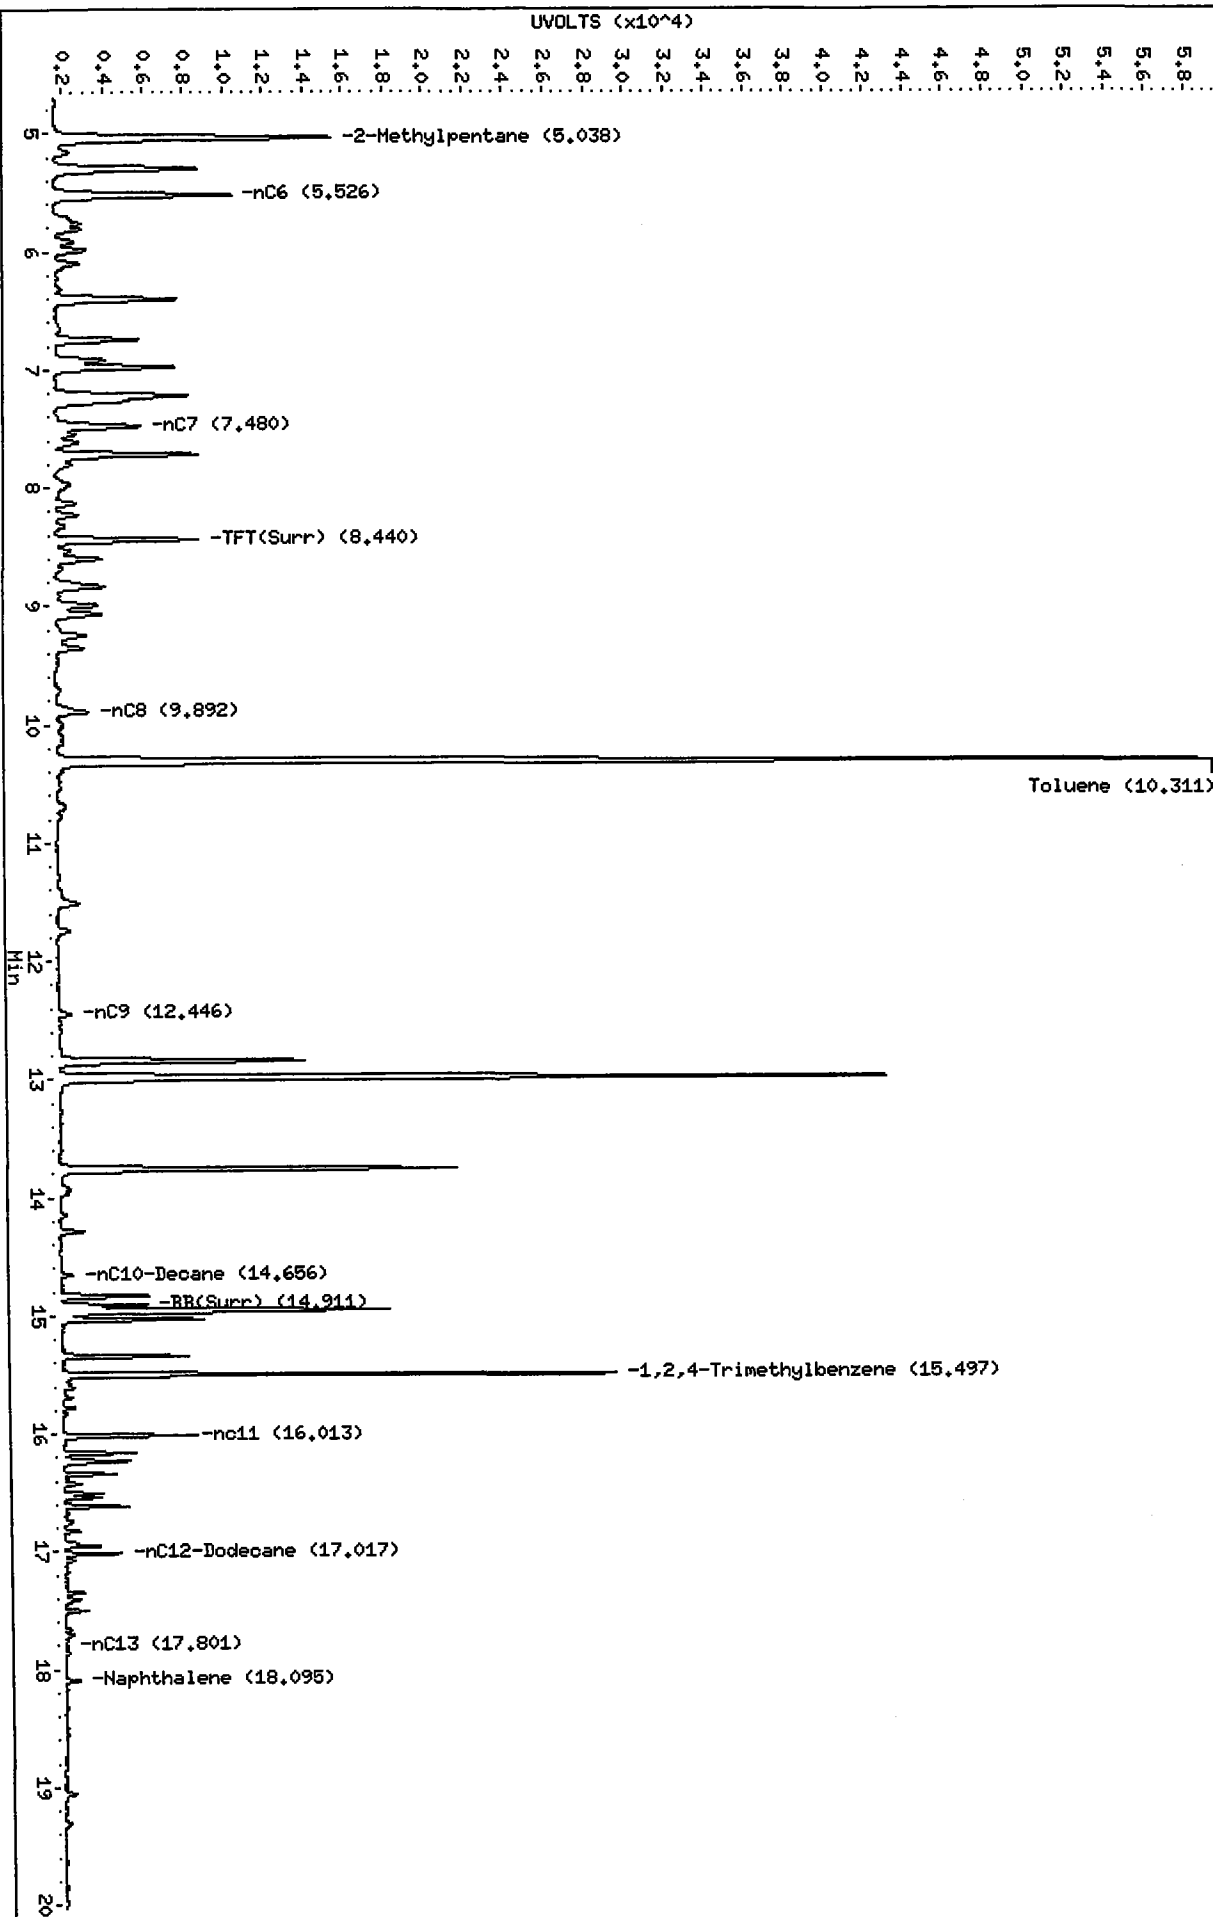 UVOLTS (x10^4)
0.2 0.4 0.6 0.8 1.0 1.2 1.4 1.6 1.8 2.0 2.2 2.4 2.6 2.8 3.0 3.2 3.4 3.6 3.8 4.0 4.2 4.4 4.6 4.8 5.0 5.2 5.4 5.6 5.8
5
-2-Methylpentane (5.038)
-nC6 (5.526)
6
7
-nC7 (7.480)
8
-TFT(Surr) (8.440)
9
-nC8 (9.892)
10
Toluene (10.311)
11
12
Min
-nC9 (12.446)
13
14
-nC10-Decane (14.656)
-BB(Surr) (14.911)
15
-1,2,4-Trimethylbenzene (15.497)
16
-nc11 (16.013)
17
-nC12-Dodecane (17.017)
-nC13 (17.801)
18
-Naphthalene (18.095)
19
20